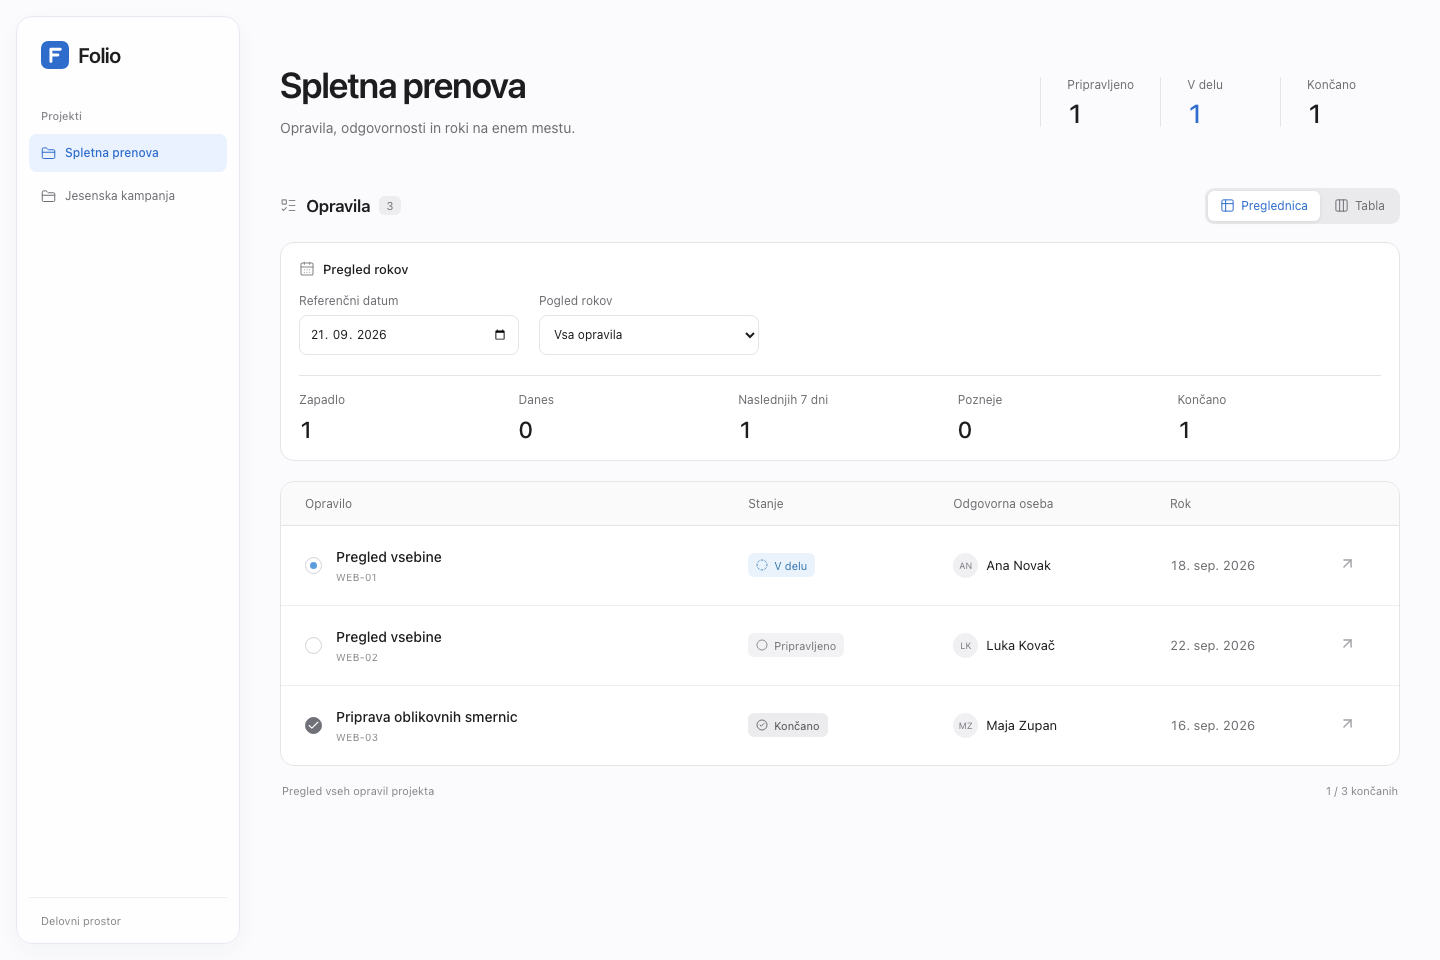 Folio
Projekti
Spletna prenova
Jesenska kampanja
Delovni prostor
Spletna prenova
Opravila, odgovornosti in roki na enem mestu.
Pripravljeno
1
V delu
1
Končano
1
Opravila 3
Preglednica
Tabla
Pregled rokov
Referenčni datum
21. 09. 2026
Pogled rokov
Vsa opravila
Zapadlo
1
Danes
0
Naslednjih 7 dni
1
Pozneje
0
Končano
1
Opravilo Stanje Odgovorna oseba Rok
Pregled vsebine
WEB-01
V delu
AN Ana Novak
18. sep. 2026
Pregled vsebine
WEB-02
Pripravljeno
LK Luka Kovač
22. sep. 2026
Priprava oblikovnih smernic
WEB-03
Končano
MZ Maja Zupan
16. sep. 2026
Pregled vseh opravil projekta
1 / 3 končanih